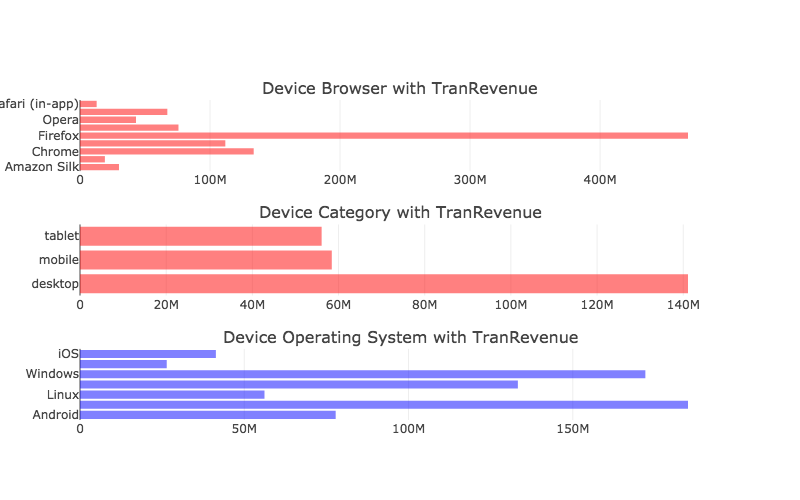 Device Browser with TranRevenue
afari (in-app)
Opera
Firefox
Chrome
Amazon Silk
0 100M 200M 300M 400M
Device Category with TranRevenue
tablet
mobile
desktop
0 20M 40M 60M 80M 100M 120M 140M
Device Operating System with TranRevenue
iOS
Windows
Linux
Android
0 50M 100M 150M